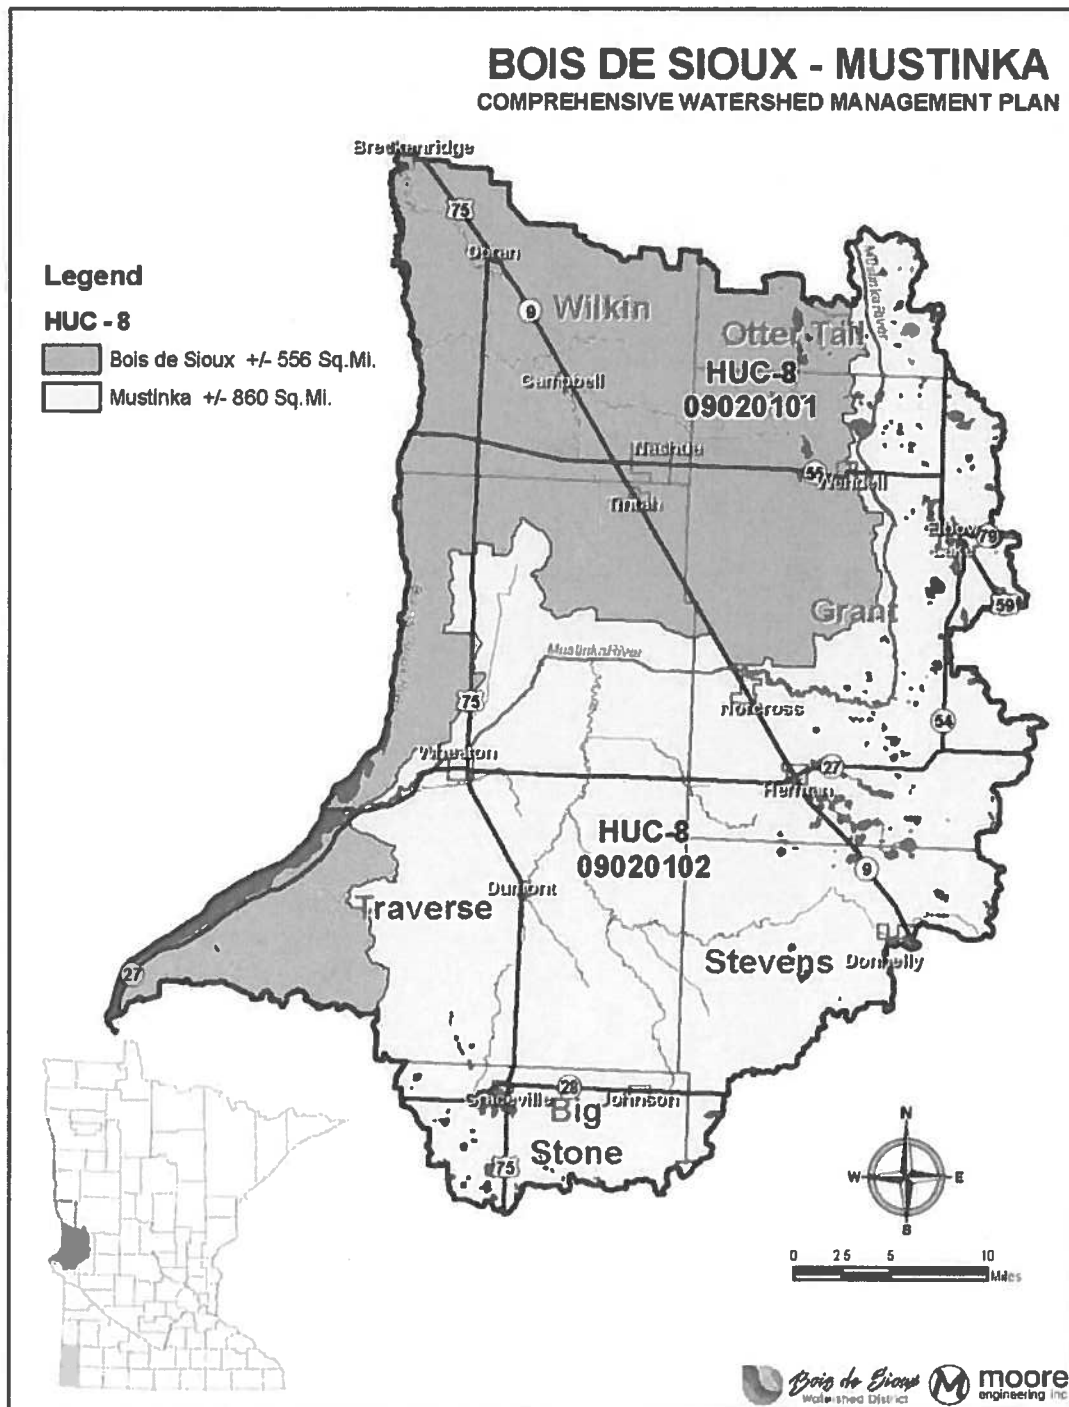 BOIS DE SIOUX - MUSTINKA
COMPREHENSIVE WATERSHED MANAGEMENT PLAN
Breckenridge
75
Doran
Mustinka River
Legend
HUC - 8
Bois de Sioux +/- 556 Sq.Mi.
Mustinka +/- 860 Sq.Mi.
9
Wilkin
Otter Tail
HUC-8
09020101
Campbell
Nashua
55
Wendell
Tintah
Elbow
Lake
79
59
Grant
Mustinka River
75
Norcross
54
Wheaton
27
Herman
HUC-8
09020102
9
Dumont
Traverse
Stevens
Donnelly
27
28
Graceville
Johnson
Big
Stone
75
N
W
E
S
0 2.5 5 10
Miles
Bois de Sioux
Watershed District
M
moore
engineering inc